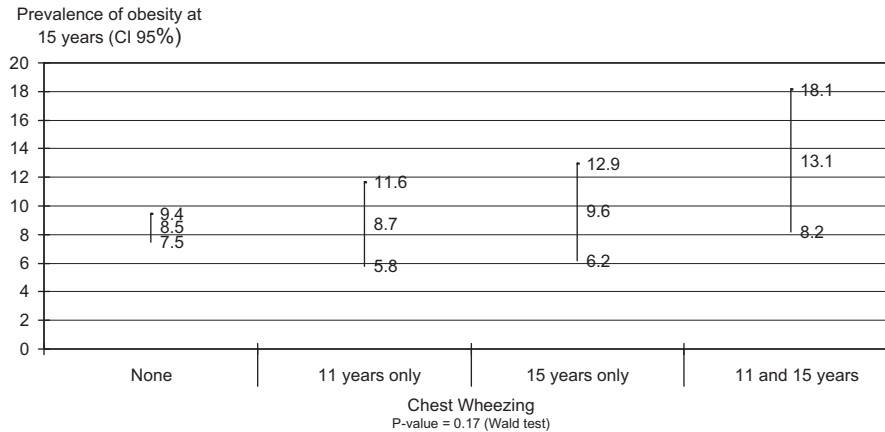 Prevalence of obesity at
15 years (CI 95%)
20
18
16
14
12
10
8
6
4
2
0
9.4
8.5
7.5
11.6
8.7
5.8
12.9
9.6
6.2
18.1
13.1
8.2
None
11 years only
15 years only
11 and 15 years
Chest Wheezing
P-value = 0.17 (Wald test)